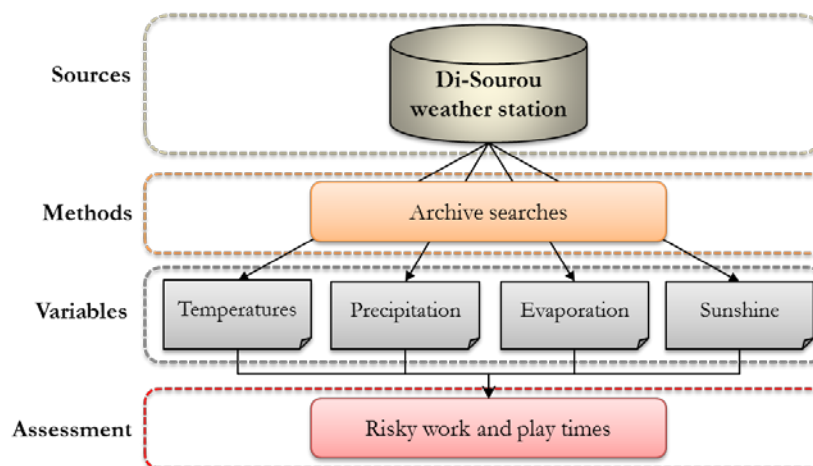 Sources
Di-Sourou
weather station
Methods
Archive searches
Variables
Temperatures
Precipitation
Evaporation
Sunshine
Assessment
Risky work and play times